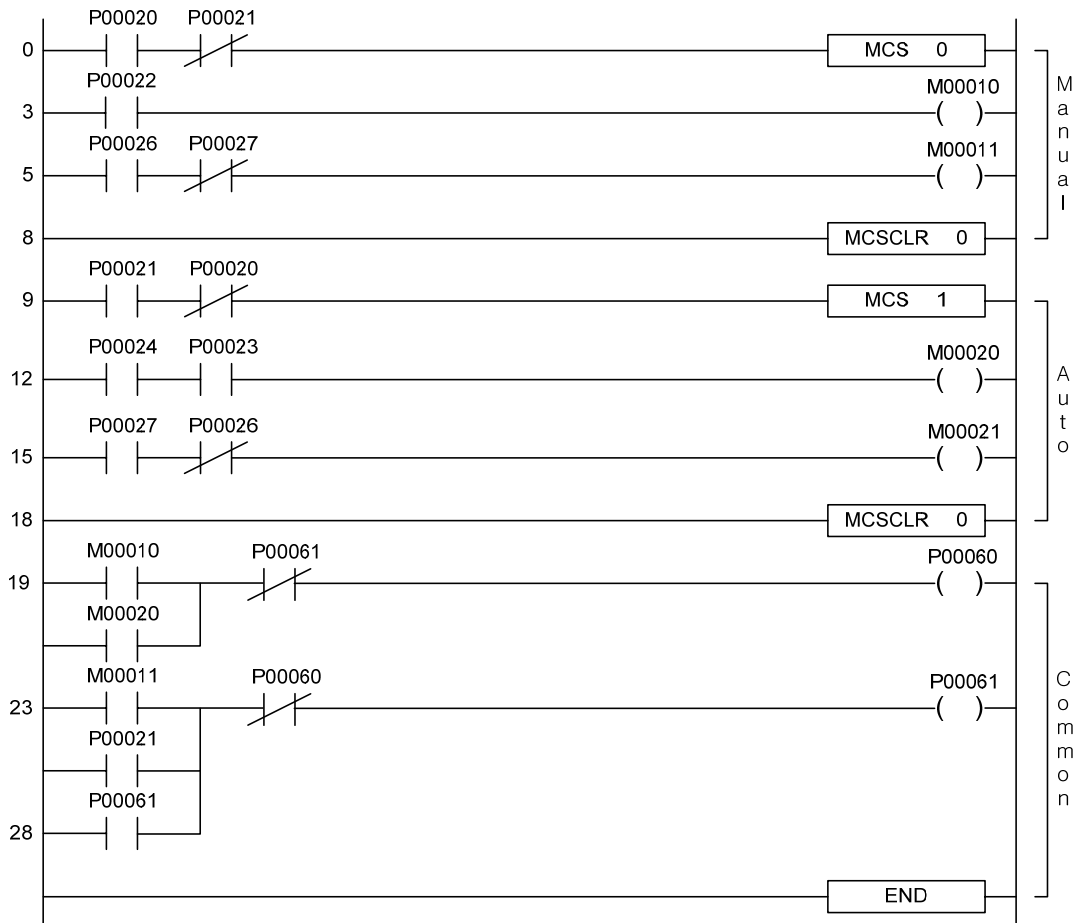 P00020 P00021
0 MCS 0
P00022 M00010
3 ( )
P00026 P00027 M00011
5 ( )
8 MCSCLR 0
Manual
P00021 P00020
9 MCS 1
P00024 P00023 M00020
12 ( )
P00027 P00026 M00021
15 ( )
18 MCSCLR 0
Auto
M00010 P00061 P00060
19 ( )
M00020
M00011 P00060 P00061
23 ( )
P00021
P00061
28
END
Common